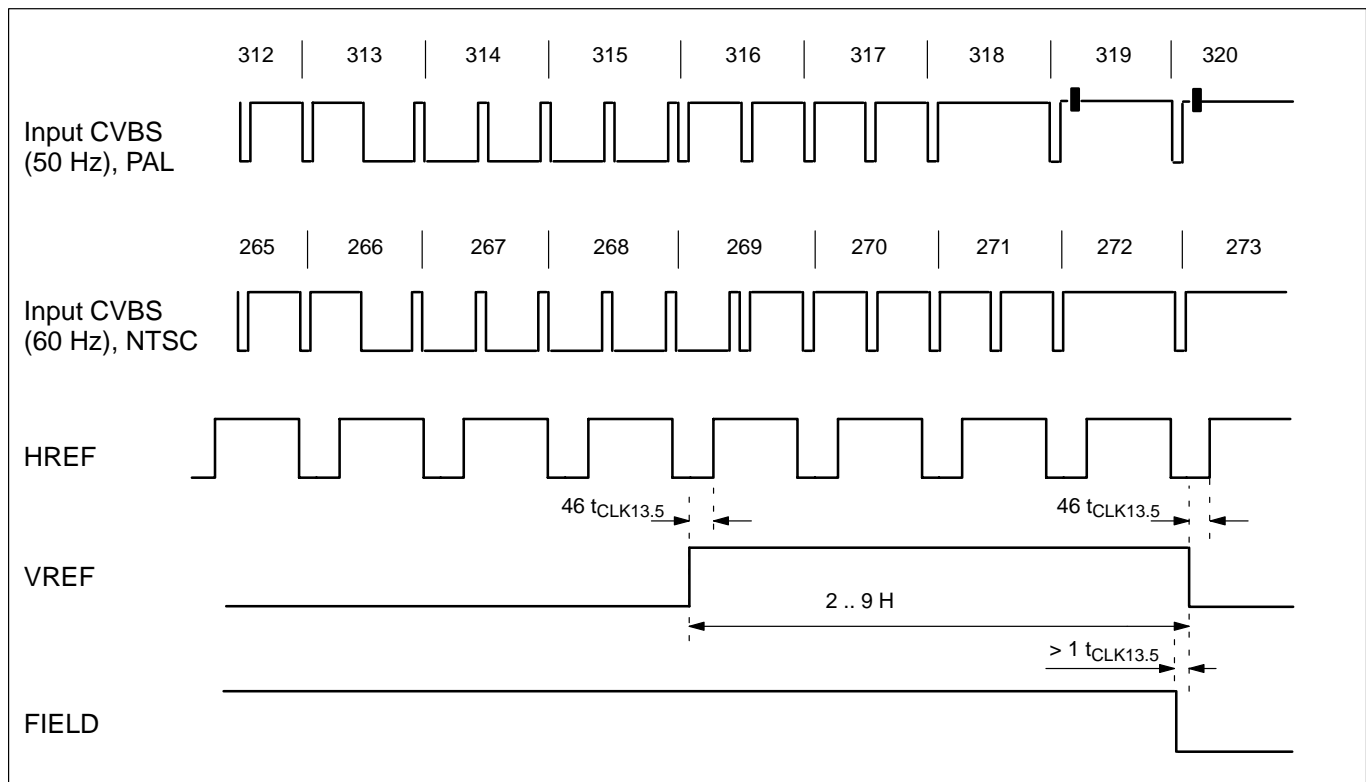 312 313 314 315 316 317 318 319 320
Input CVBS
(50 Hz), PAL
265 266 267 268 269 270 271 272 273
Input CVBS
(60 Hz), NTSC
HREF
46 tCLK13.5 46 tCLK13.5
VREF
2 .. 9 H
> 1 tCLK13.5
FIELD